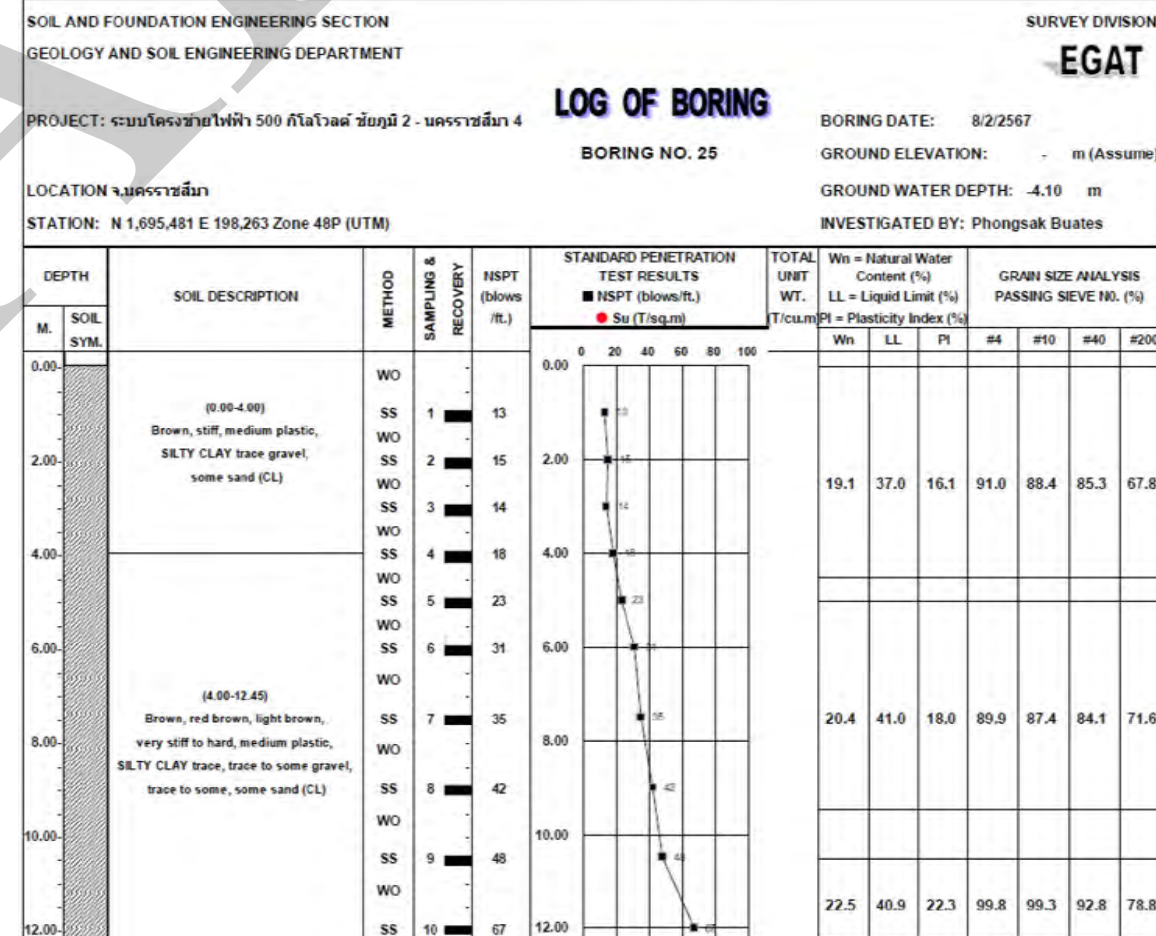 SOIL AND FOUNDATION ENGINEERING SECTION
SURVEY DIVISION
GEOLOGY AND SOIL ENGINEERING DEPARTMENT
EGAT
LOG OF BORING
PROJECT: ระบบโครงข่ายไฟฟ้า 500 กิโลโวลต์ ชัยภูมิ 2 - นครราชสีมา 4
BORING DATE: 8/2/2567
BORING NO. 25
GROUND ELEVATION: - m (Assume)
LOCATION จ.นครราชสีมา
GROUND WATER DEPTH: -4.10 m
STATION: N 1,695,481 E 198,263 Zone 48P (UTM)
INVESTIGATED BY: Phongsak Buates
DEPTH
M.
SOIL SYM.
SOIL DESCRIPTION
METHOD
SAMPLING & RECOVERY
NSPT
(blows
/ft.)
STANDARD PENETRATION
TEST RESULTS
NSPT (blows/ft.)
Su (T/sq.m)
TOTAL
UNIT
WT.
(T/cu.m)
Wn = Natural Water
Content (%)
LL = Liquid Limit (%)
PI = Plasticity Index (%)
GRAIN SIZE ANALYSIS
PASSING SIEVE NO. (%)
Wn LL PI #4 #10 #40 #200
0 20 40 60 80 100
0.00 WO 0.00
(0.00-4.00)
Brown, stiff, medium plastic,
SILTY CLAY trace gravel,
some sand (CL)
SS 1 13 13
WO
2.00 SS 2 15 2.00 15
WO
19.1 37.0 16.1 91.0 88.4 85.3 67.8
SS 3 14 14
WO
4.00 SS 4 18 4.00 18
WO
SS 5 23 23
WO
6.00 SS 6 31 6.00 31
WO
(4.00-12.45)
Brown, red brown, light brown,
very stiff to hard, medium plastic,
SILTY CLAY trace, trace to some gravel,
trace to some, some sand (CL)
SS 7 35 35
20.4 41.0 18.0 89.9 87.4 84.1 71.6
8.00 WO 8.00
SS 8 42 42
WO
10.00 10.00
SS 9 48 48
WO
22.5 40.9 22.3 99.8 99.3 92.8 78.8
12.00 SS 10 67 12.00 67